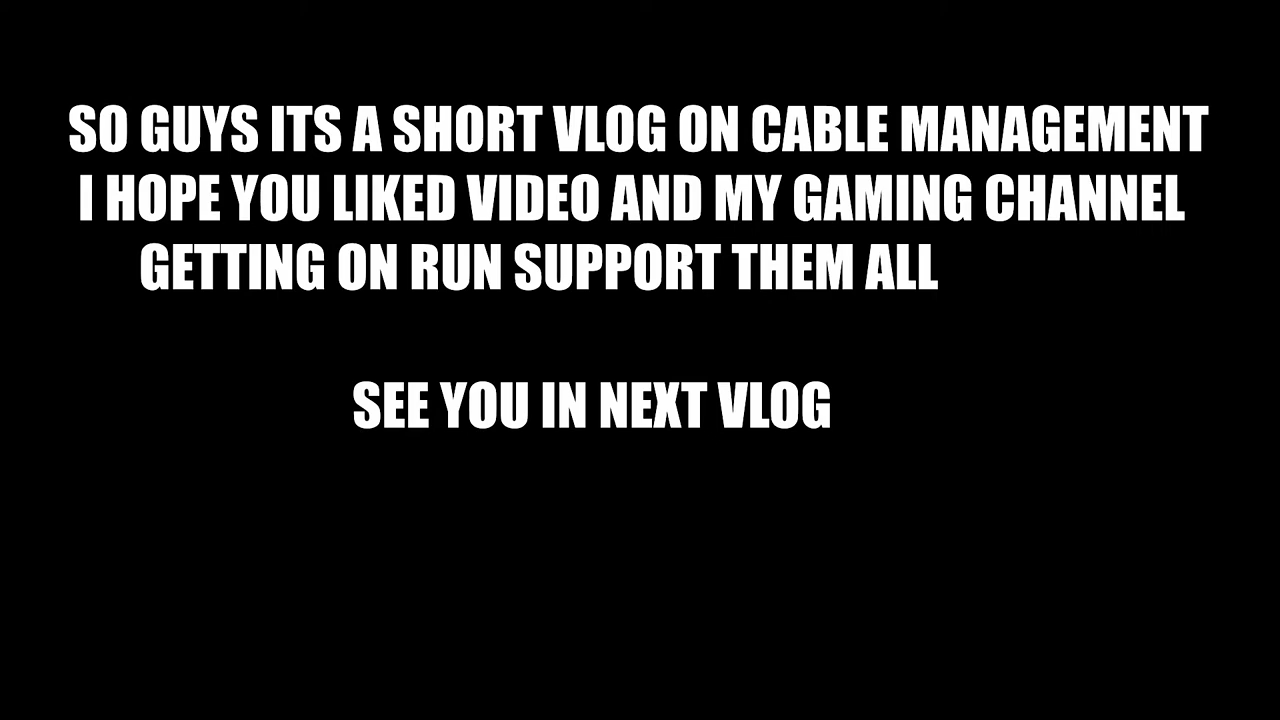 SO GUYS ITS A SHORT VLOG ON CABLE MANAGEMENT
I HOPE YOU LIKED VIDEO AND MY GAMING CHANNEL
GETTING ON RUN SUPPORT THEM ALL
SEE YOU IN NEXT VLOG